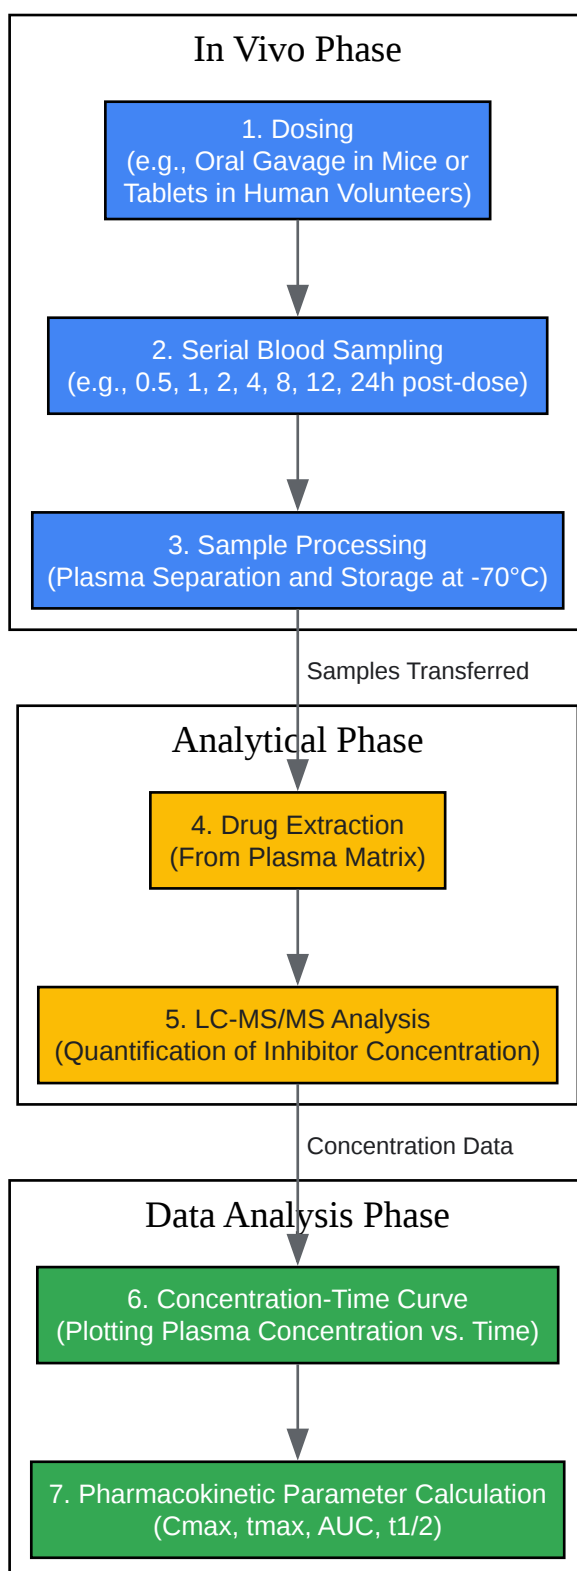 In Vivo Phase
1. Dosing
(e.g., Oral Gavage in Mice or
Tablets in Human Volunteers)
2. Serial Blood Sampling
(e.g., 0.5, 1, 2, 4, 8, 12, 24h post-dose)
3. Sample Processing
(Plasma Separation and Storage at -70°C)
Samples Transferred
Analytical Phase
4. Drug Extraction
(From Plasma Matrix)
5. LC-MS/MS Analysis
(Quantification of Inhibitor Concentration)
Concentration Data
Data Analysis Phase
6. Concentration-Time Curve
(Plotting Plasma Concentration vs. Time)
7. Pharmacokinetic Parameter Calculation
(Cmax, tmax, AUC, t1/2)